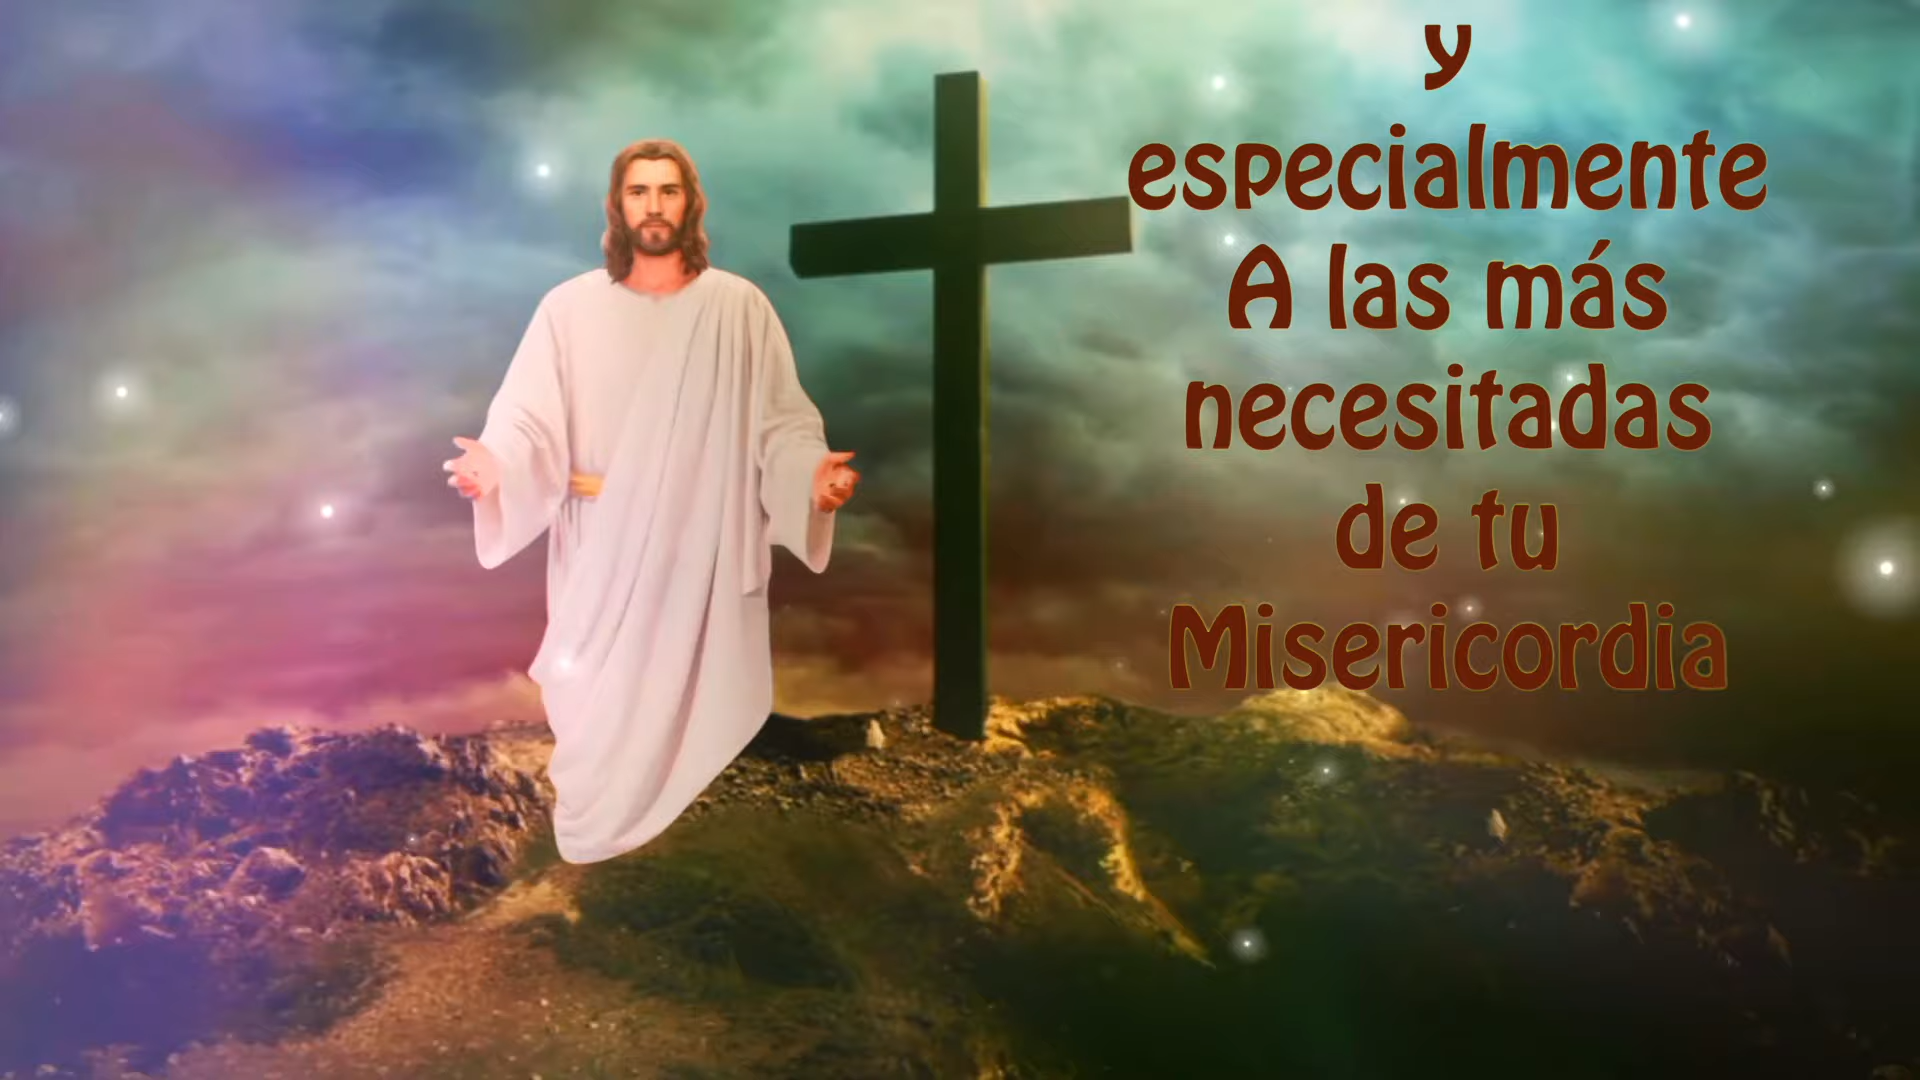 y
especialmente
A las más
necesitadas
de tu
Misericordia